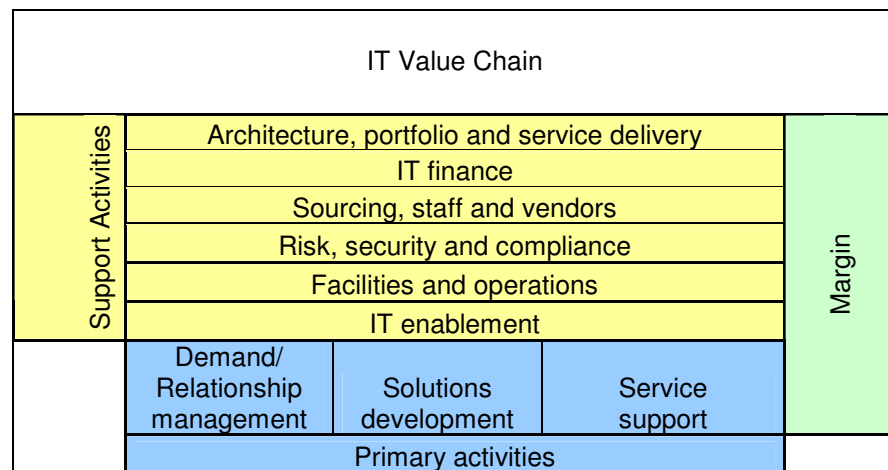 IT Value Chain
Support Activities
Architecture, portfolio and service delivery
IT finance
Sourcing, staff and vendors
Risk, security and compliance
Facilities and operations
IT enablement
Margin
Demand/
Relationship
management
Solutions
development
Service
support
Primary activities